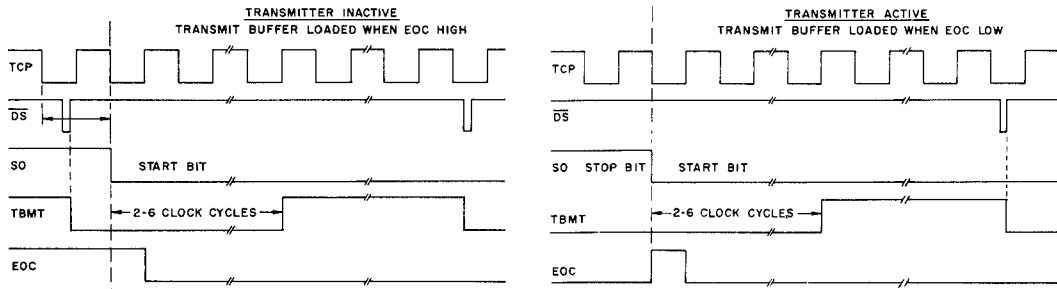 TRANSMITTER INACTIVE
TRANSMIT BUFFER LOADED WHEN EOC HIGH
TCP
DS
SO START BIT
TBMT 2-6 CLOCK CYCLES
EOC
TRANSMITTER ACTIVE
TRANSMIT BUFFER LOADED WHEN EOC LOW
TCP
DS
SO STOP BIT START BIT
TBMT 2-6 CLOCK CYCLES
EOC